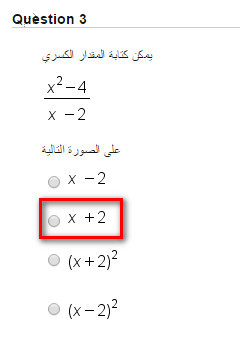 Question 3
يمكن كتابة المقدار الكسري
x²−4
x −2
على الصورة التالية
x −2
x +2
(x+2)²
(x−2)²